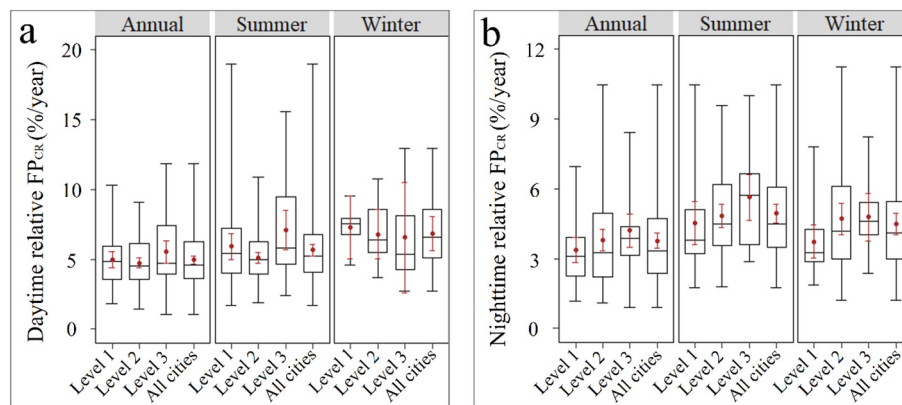 a
Annual Summer Winter
Daytime relative FPCR (%/year)
20
15
10
5
0
Level 1 Level 2 Level 3 All cities Level 1 Level 2 Level 3 All cities Level 1 Level 2 Level 3 All cities
b
Annual Summer Winter
Nighttime relative FPCR (%/year)
12
9
6
3
0
Level 1 Level 2 Level 3 All cities Level 1 Level 2 Level 3 All cities Level 1 Level 2 Level 3 All cities